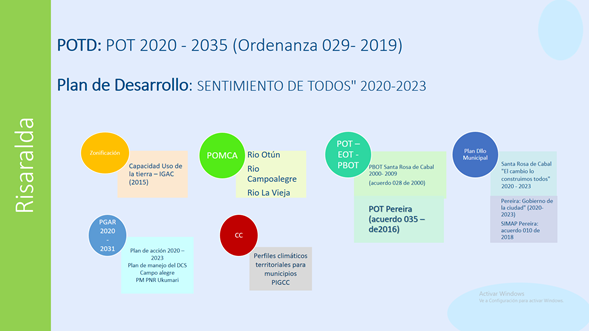 Risaralda
POTD: POT 2020 - 2035 (Ordenanza 029- 2019)
Plan de Desarrollo: SENTIMIENTO DE TODOS" 2020-2023
Zonificación
Capacidad Uso de
la tierra – IGAC
(2015)
POMCA
Rio Otún
Rio
Campoalegre
Rio La Vieja
POT –
EOT -
PBOT
PBOT Santa Rosa de Cabal
2000- 2009
(acuerdo 028 de 2000)
POT Pereira
(acuerdo 035 –
de2016)
Plan Dllo
Municipal
Santa Rosa de Cabal
"El cambio lo
construimos todos"
2020 - 2023
Pereira: Gobierno de
la ciudad" (2020-
2023)
SIMAP Pereira:
acuerdo 010 de
2018
PGAR
2020
-
2031
Plan de acción 2020 –
2023
Plan de manejo del DCS
Campo alegre
PM PNR Ukumari
CC
Perfiles climáticos
territoriales para
municipios
PIGCC
Activar Windows
Ve a Configuración para activar Windows.